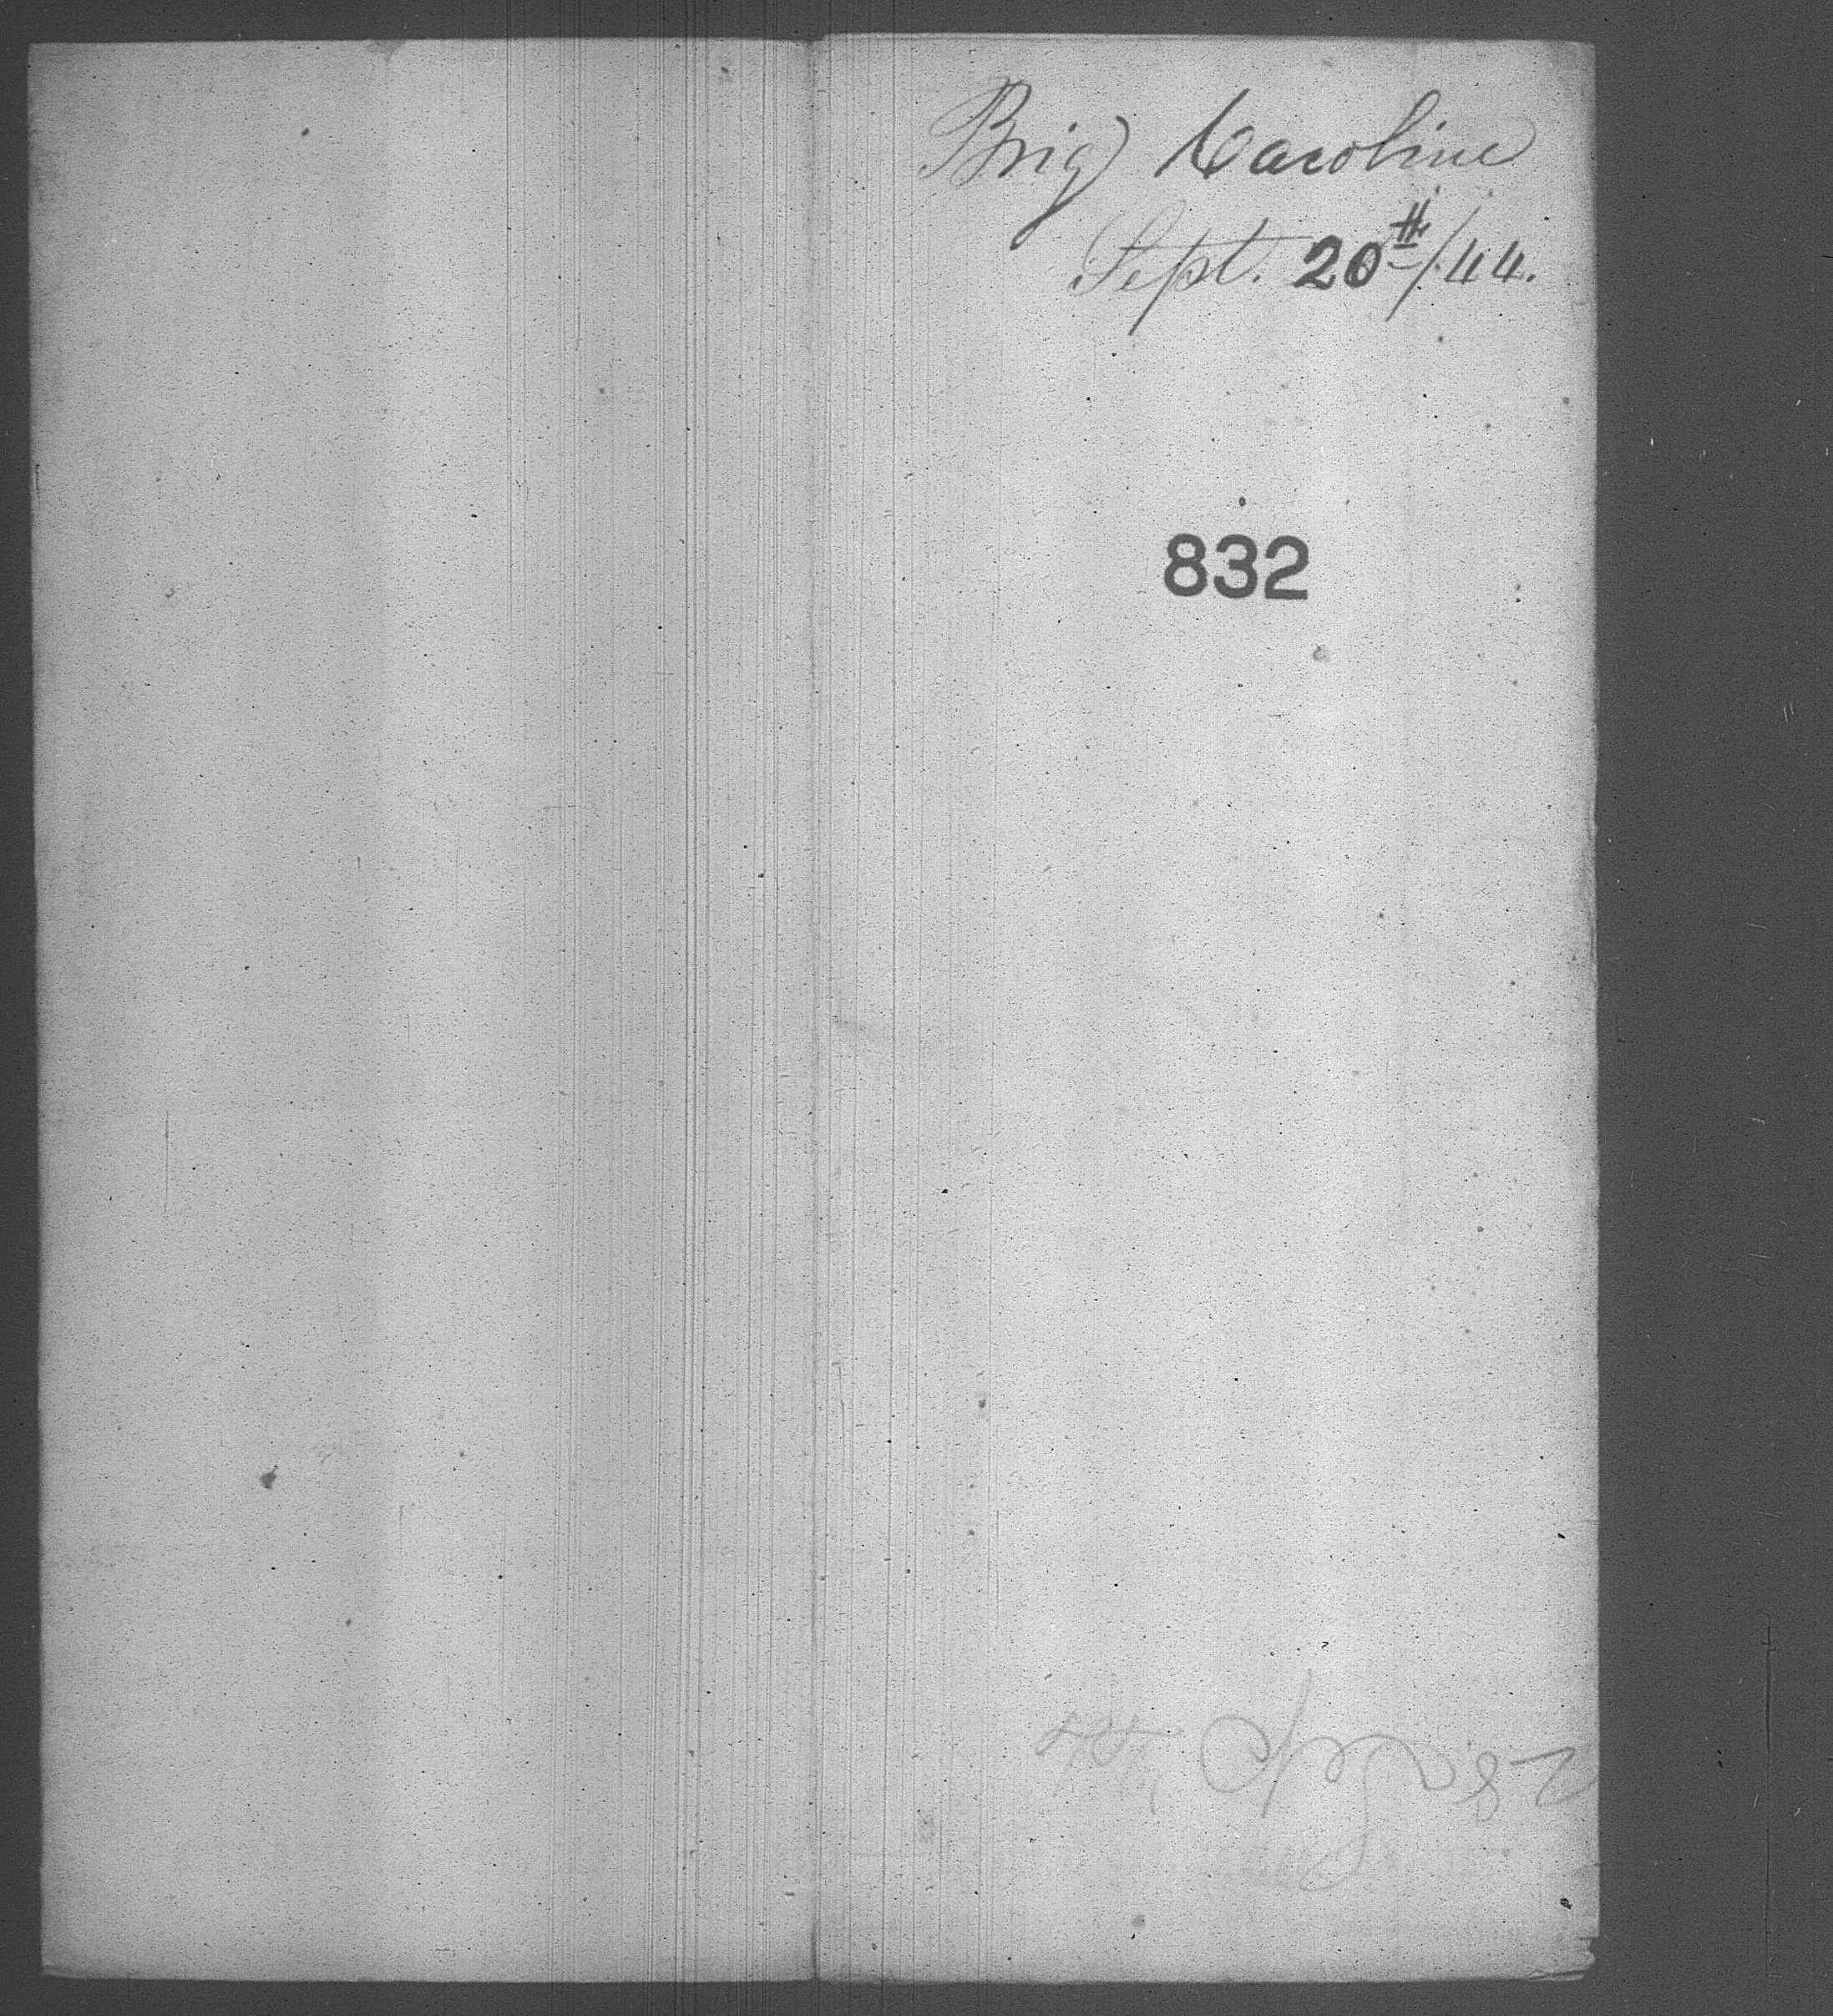 Brig Caroline
Sept. 20th/44.
832